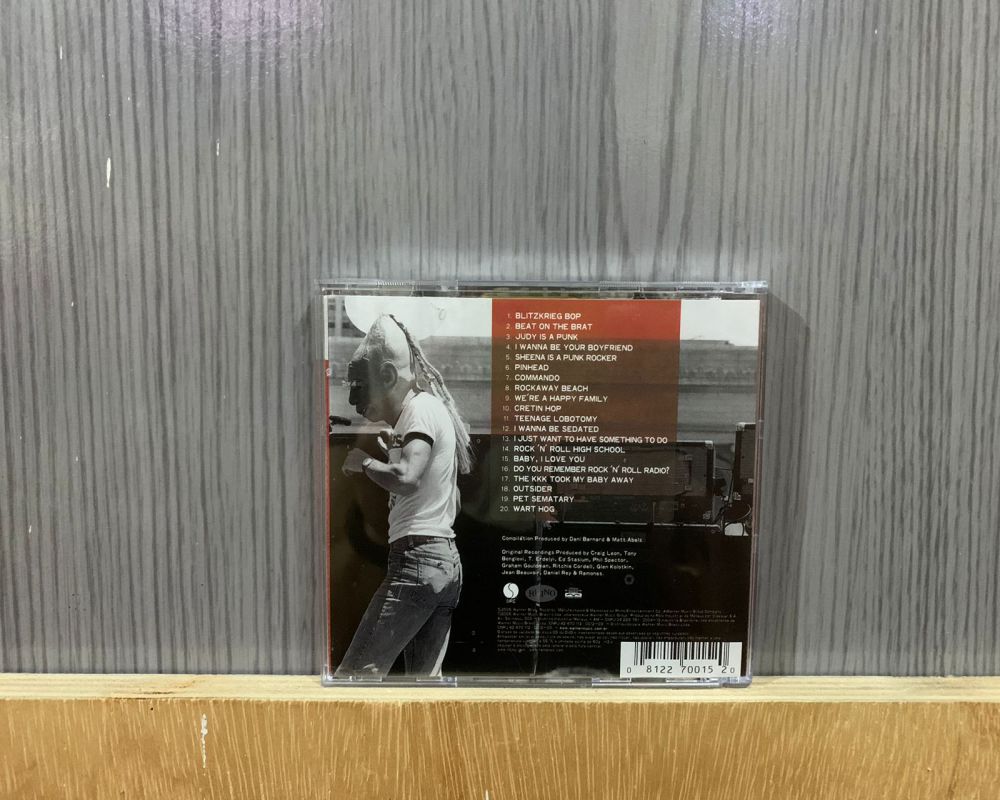 1. BLITZKRIEG BOP
2. BEAT ON THE BRAT
3. JUDY IS A PUNK
4. I WANNA BE YOUR BOYFRIEND
5. SHEENA IS A PUNK ROCKER
6. PINHEAD
7. COMMANDO
8. ROCKAWAY BEACH
9. WE'RE A HAPPY FAMILY
10. CRETIN HOP
11. TEENAGE LOBOTOMY
12. I WANNA BE SEDATED
13. I JUST WANT TO HAVE SOMETHING TO DO
14. ROCK 'N' ROLL HIGH SCHOOL
15. BABY, I LOVE YOU
16. DO YOU REMEMBER ROCK 'N' ROLL RADIO?
17. THE KKK TOOK MY BABY AWAY
18. OUTSIDER
19. PET SEMATARY
20. WART HOG
Compilation Produced by Dani Barnard & Matt Abels
Original Recordings Produced by Craig Leon, Tony
Bongiovi, T. Erdelyi, Ed Stasium, Phil Spector,
Graham Gouldman, Ritchie Cordell, Glen Kolotkin,
Jean Beauvoir, Daniel Rey & Ramones.
SIRE
RHINO
0 81227 00152 0